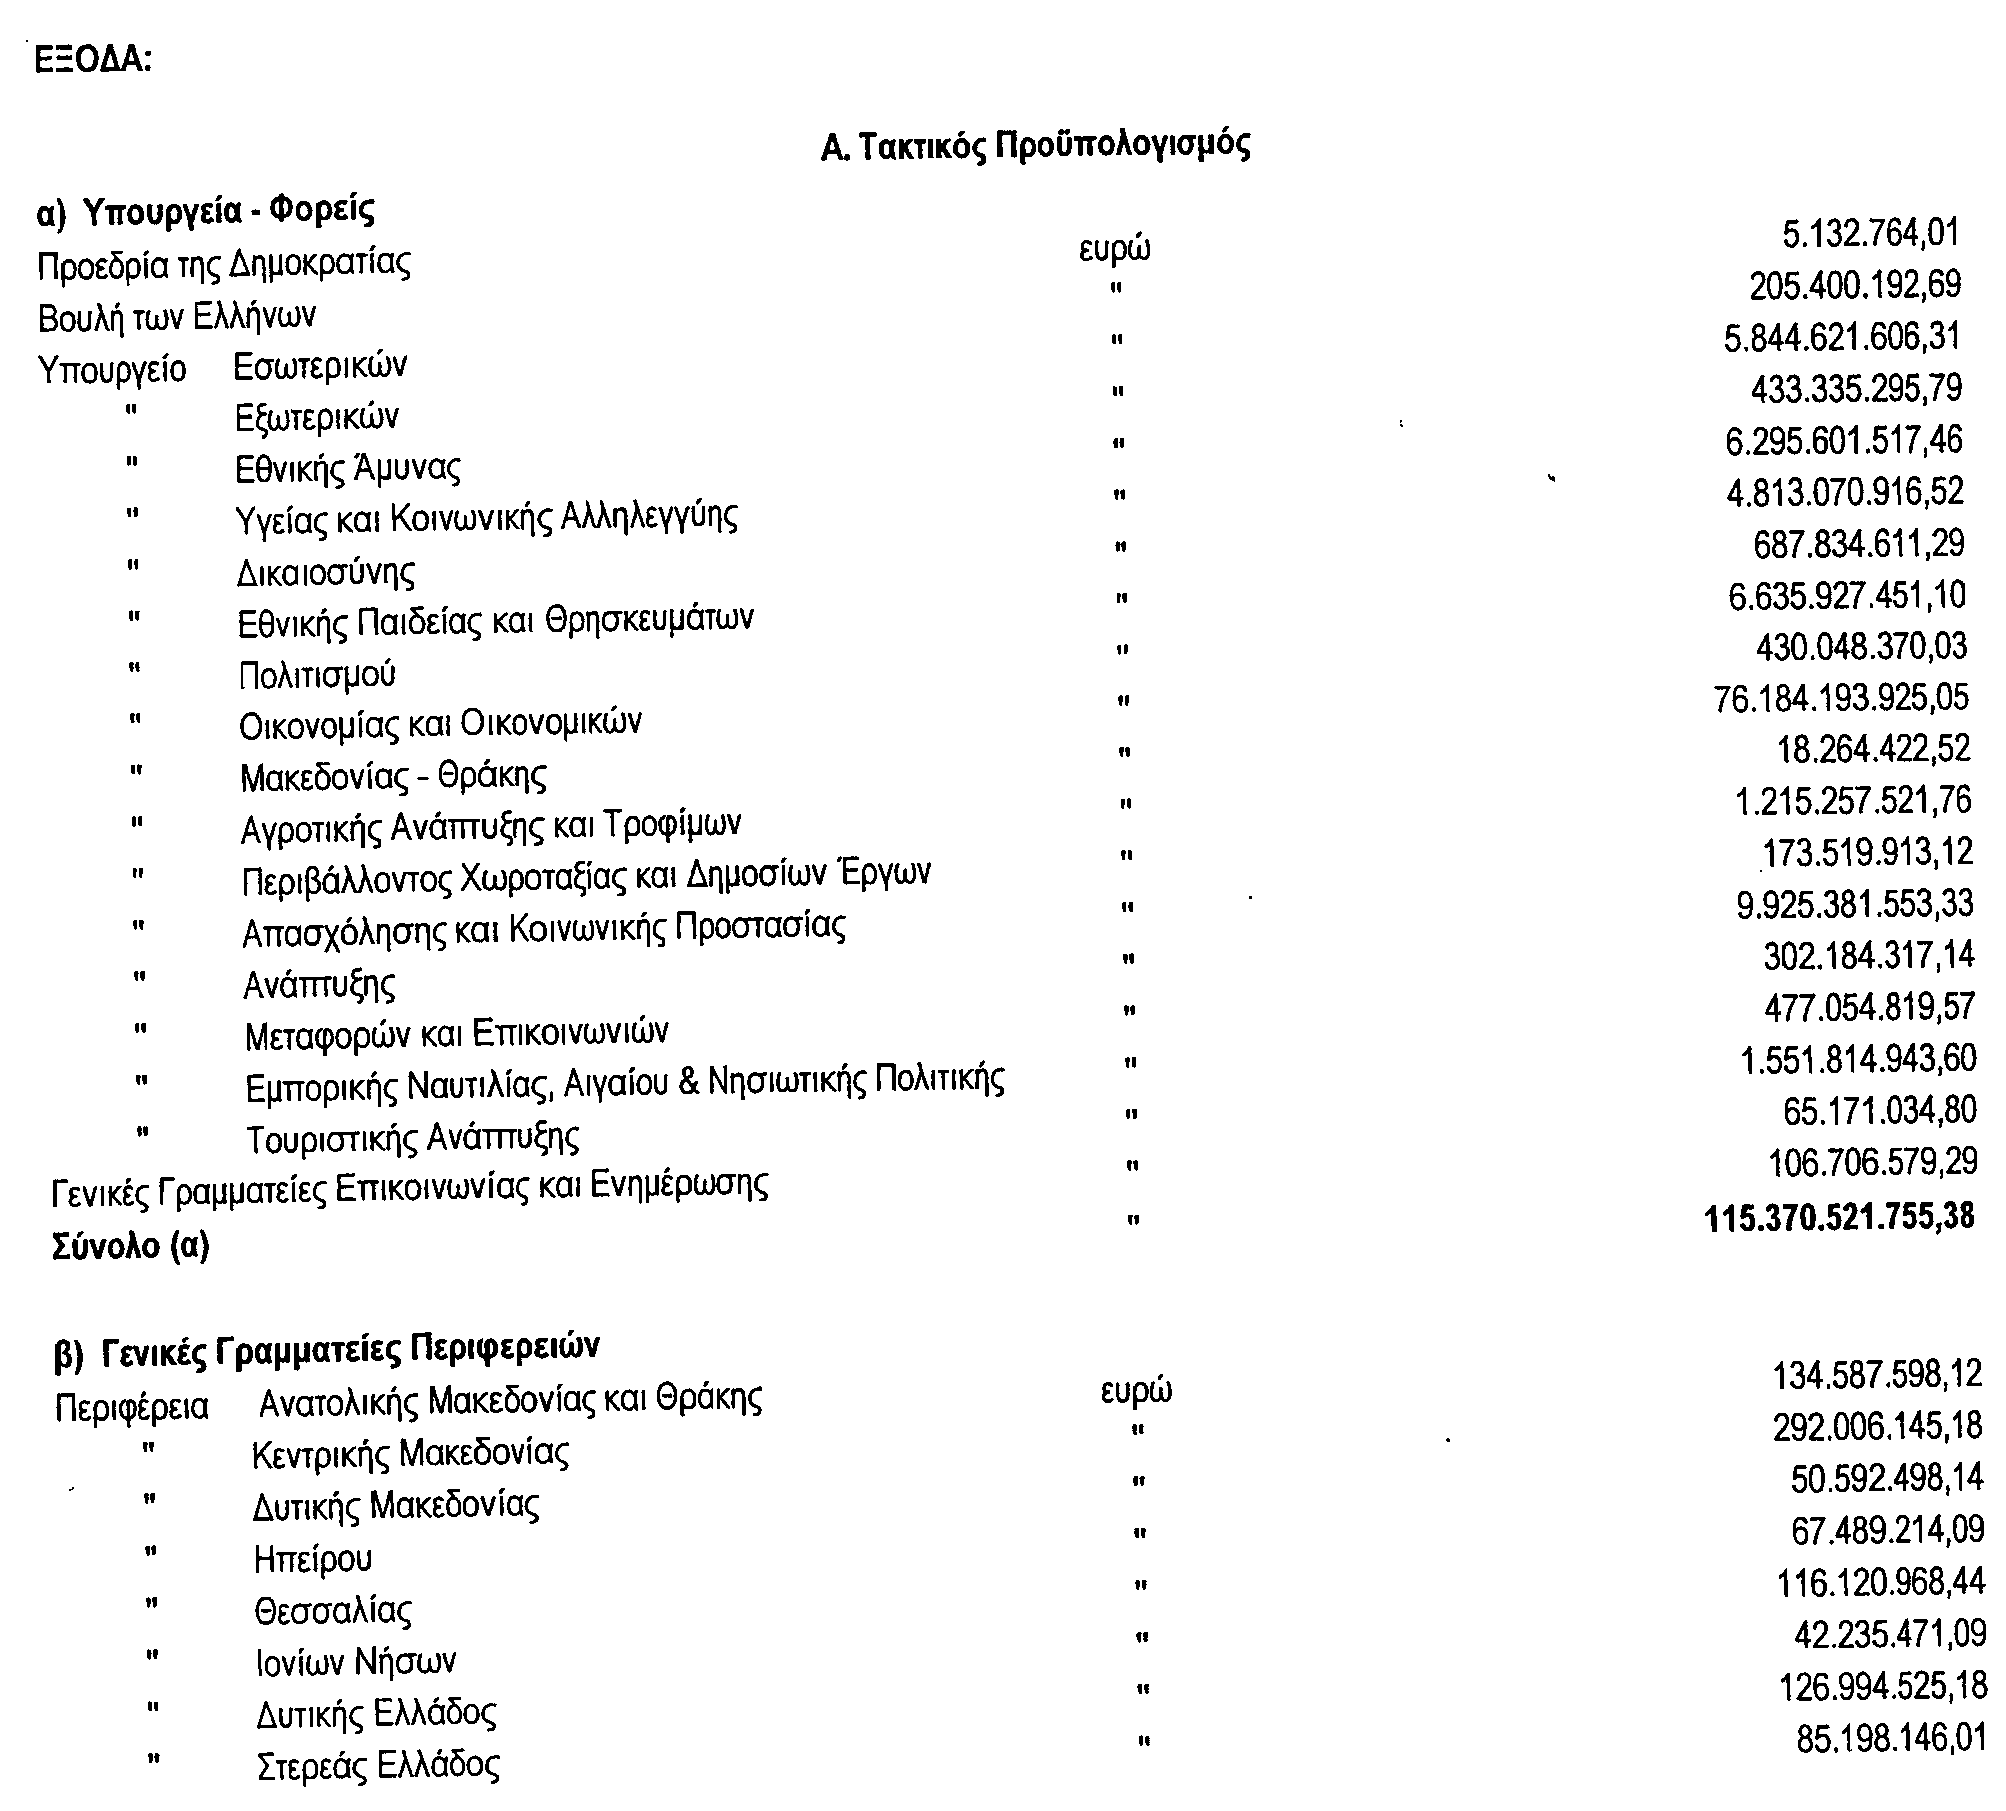 ΕΞΟΔΑ:
Α. Τακτικός Προϋπολογισμός
α) Υπουργεία - Φορείς
Προεδρία της Δημοκρατίας ευρώ 5.132.764,01
Βουλή των Ελλήνων " 205.400.192,69
Υπουργείο Εσωτερικών " 5.844.621.606,31
" Εξωτερικών " 433.335.295,79
" Εθνικής Άμυνας " 6.295.601.517,46
" Υγείας και Κοινωνικής Αλληλεγγύης " 4.813.070.916,52
" Δικαιοσύνης " 687.834.611,29
" Εθνικής Παιδείας και Θρησκευμάτων " 6.635.927.451,10
" Πολιτισμού " 430.048.370,03
" Οικονομίας και Οικονομικών " 76.184.193.925,05
" Μακεδονίας - Θράκης " 18.264.422,52
" Αγροτικής Ανάπτυξης και Τροφίμων " 1.215.257.521,76
" Περιβάλλοντος Χωροταξίας και Δημοσίων Έργων " 173.519.913,12
" Απασχόλησης και Κοινωνικής Προστασίας " 9.925.381.553,33
" Ανάπτυξης " 302.184.317,14
" Μεταφορών και Επικοινωνιών " 477.054.819,57
" Εμπορικής Ναυτιλίας, Αιγαίου & Νησιωτικής Πολιτικής " 1.551.814.943,60
" Τουριστικής Ανάπτυξης " 65.171.034,80
Γενικές Γραμματείες Επικοινωνίας και Ενημέρωσης " 106.706.579,29
Σύνολο (α) " 115.370.521.755,38
β) Γενικές Γραμματείες Περιφερειών
Περιφέρεια Ανατολικής Μακεδονίας και Θράκης ευρώ 134.587.598,12
" Κεντρικής Μακεδονίας " 292.006.145,18
" Δυτικής Μακεδονίας " 50.592.498,14
" Ηπείρου " 67.489.214,09
" Θεσσαλίας " 116.120.968,44
" Ιονίων Νήσων " 42.235.471,09
" Δυτικής Ελλάδος " 126.994.525,18
" Στερεάς Ελλάδος " 85.198.146,01